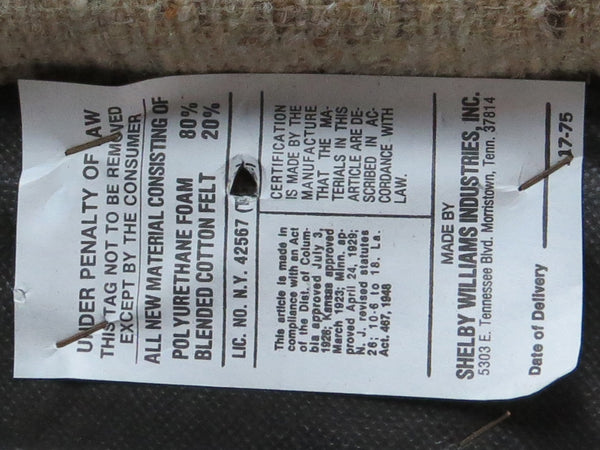 UNDER PENALTY OF LAW
THIS TAG NOT TO BE REMOVED
EXCEPT BY THE CONSUMER
ALL NEW MATERIAL CONSISTING OF
POLYURETHANE FOAM 80%
BLENDED COTTON FELT 20%
LIC. NO. N.Y. 42567 (T
CERTIFICATION
IS MADE BY THE
MANUFACTURE
THAT THE MA-
TERIALS IN THIS
ARTICLE ARE DE-
SCRIBED IN AC-
CORDANCE WITH
LAW.
This article is made in
compliance with an Act
of the Dist. of Colum-
bia approved July 3,
1926; Kansas approved
March 1923; Minn. ap-
proved April 24, 1929;
N. revised statutes
26; 10-6 to 18. La.
Act. 467, 1948
MADE BY
SHELBY WILLIAMS INDUSTRIES, INC.
5303 E. Tennessee Blvd. Morristown, Tenn. 37814
Date of Delivery 17-75